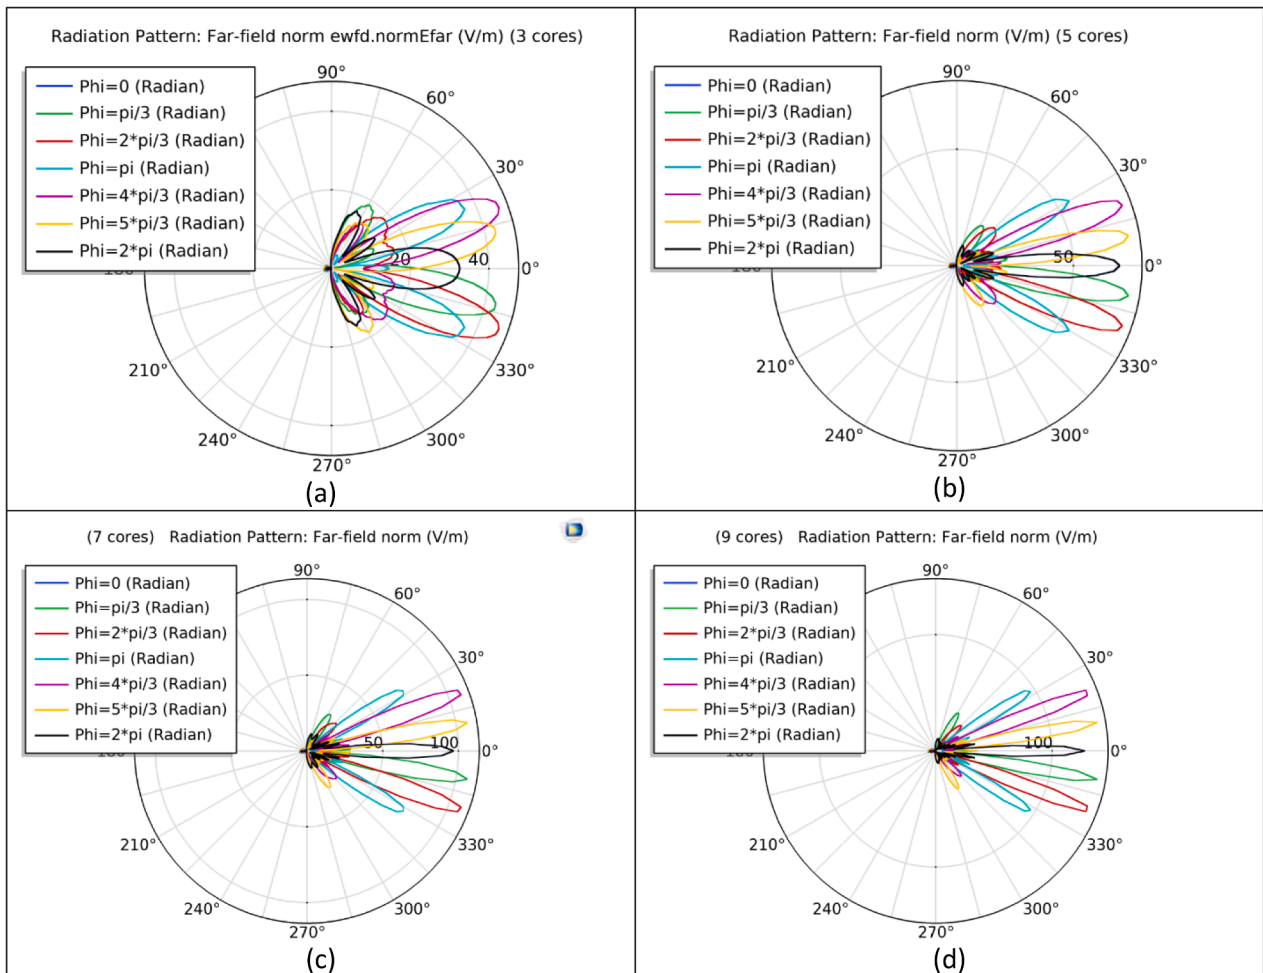 Radiation Pattern: Far-field norm ewfd.normEfar (V/m) (3 cores)
Phi=0 (Radian)
Phi=pi/3 (Radian)
Phi=2*pi/3 (Radian)
Phi=pi (Radian)
Phi=4*pi/3 (Radian)
Phi=5*pi/3 (Radian)
Phi=2*pi (Radian)
90°
60°
30°
20
40
0°
330°
300°
270°
240°
210°
(a)
Radiation Pattern: Far-field norm (V/m) (5 cores)
Phi=0 (Radian)
Phi=pi/3 (Radian)
Phi=2*pi/3 (Radian)
Phi=pi (Radian)
Phi=4*pi/3 (Radian)
Phi=5*pi/3 (Radian)
Phi=2*pi (Radian)
90°
60°
30°
50
0°
330°
300°
270°
240°
210°
(b)
(7 cores) Radiation Pattern: Far-field norm (V/m)
Phi=0 (Radian)
Phi=pi/3 (Radian)
Phi=2*pi/3 (Radian)
Phi=pi (Radian)
Phi=4*pi/3 (Radian)
Phi=5*pi/3 (Radian)
Phi=2*pi (Radian)
90°
60°
30°
50
100
0°
330°
300°
270°
240°
210°
(c)
(9 cores) Radiation Pattern: Far-field norm (V/m)
Phi=0 (Radian)
Phi=pi/3 (Radian)
Phi=2*pi/3 (Radian)
Phi=pi (Radian)
Phi=4*pi/3 (Radian)
Phi=5*pi/3 (Radian)
Phi=2*pi (Radian)
90°
60°
30°
100
0°
330°
300°
270°
240°
210°
(d)